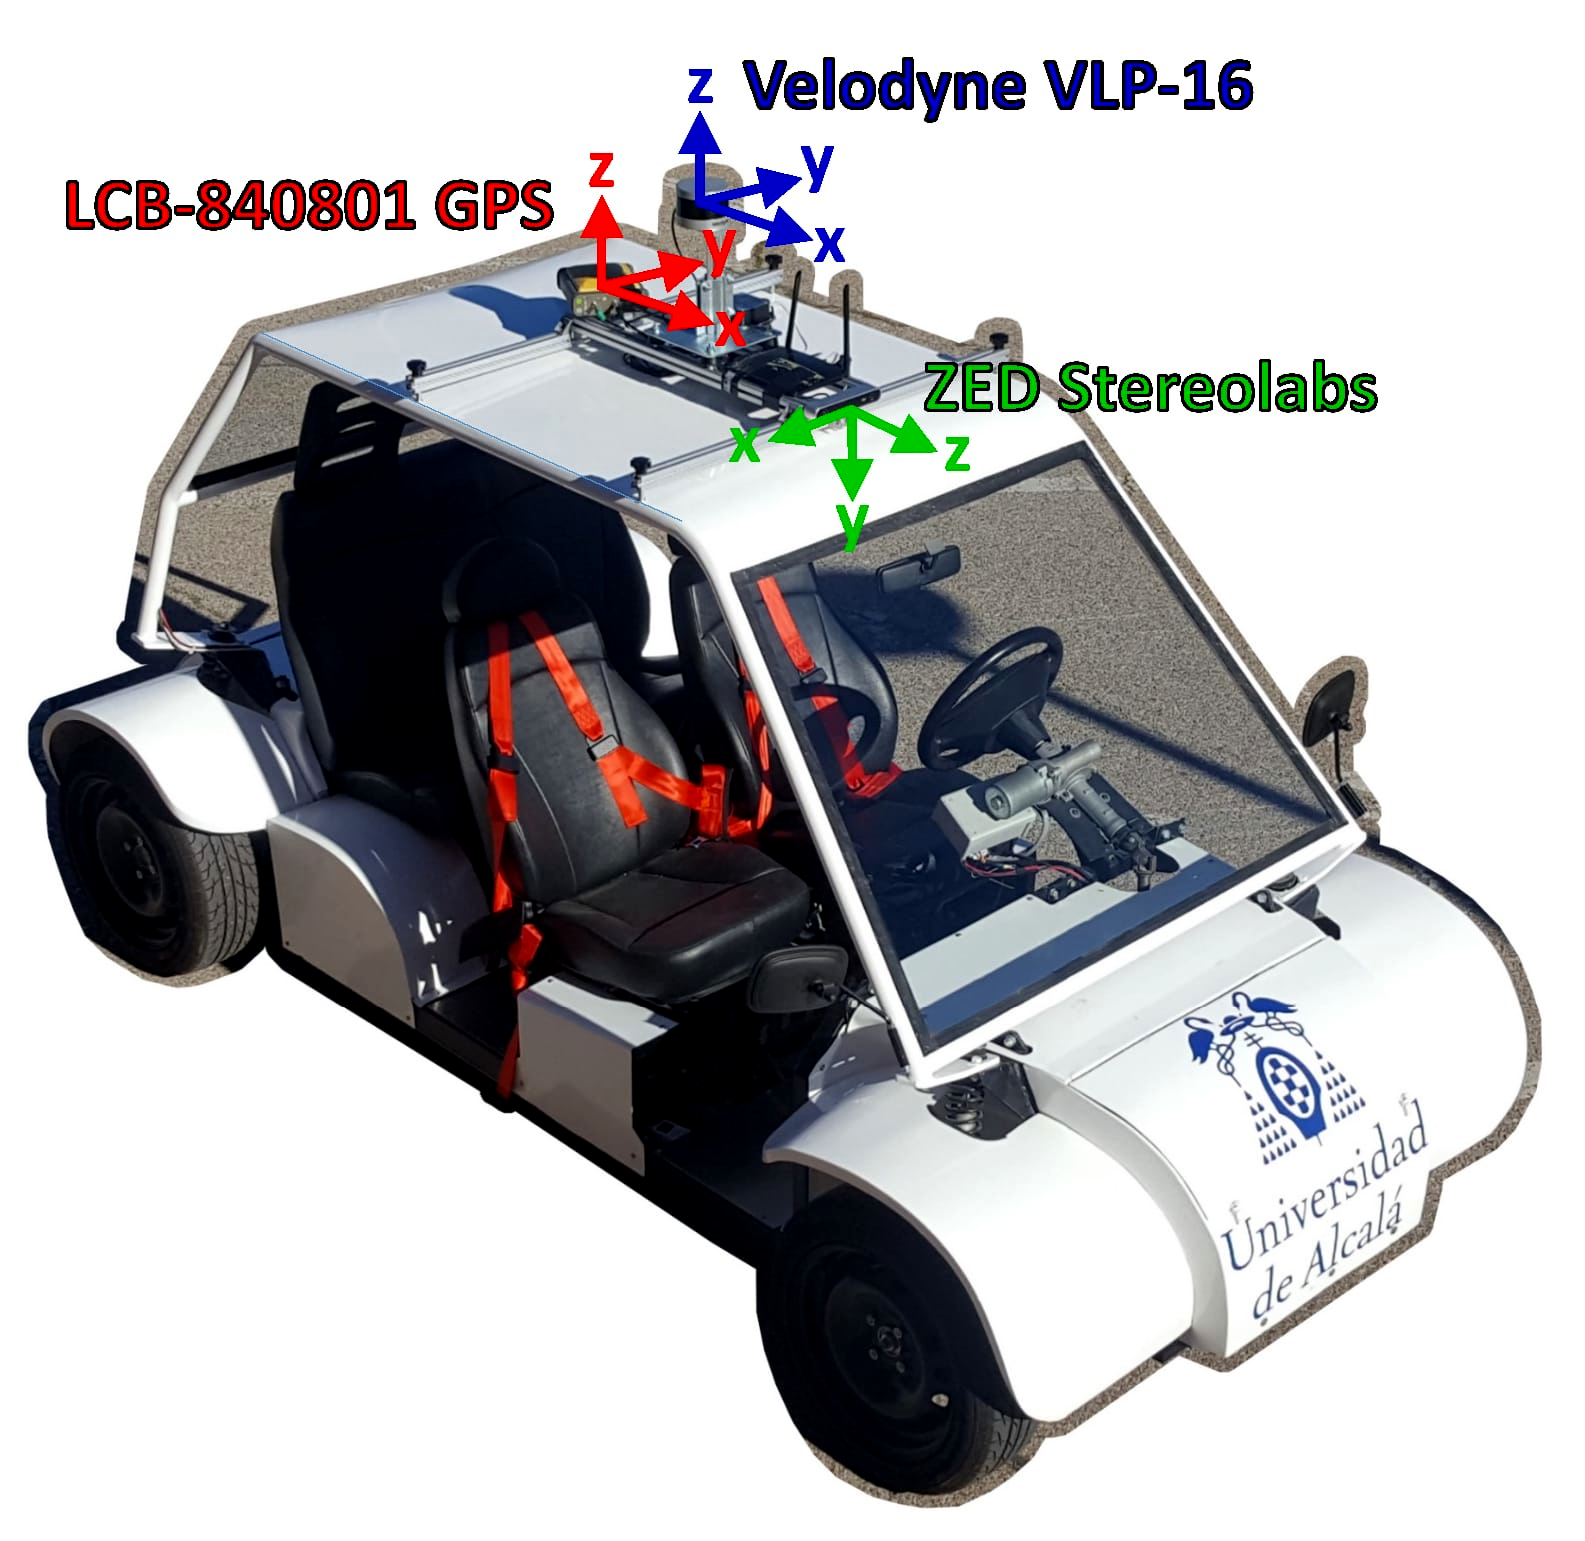 z
Velodyne VLP-16
y
x
z
LCB-840801 GPS
y
x
ZED Stereolabs
x
z
y
Universidad
de Alcalá